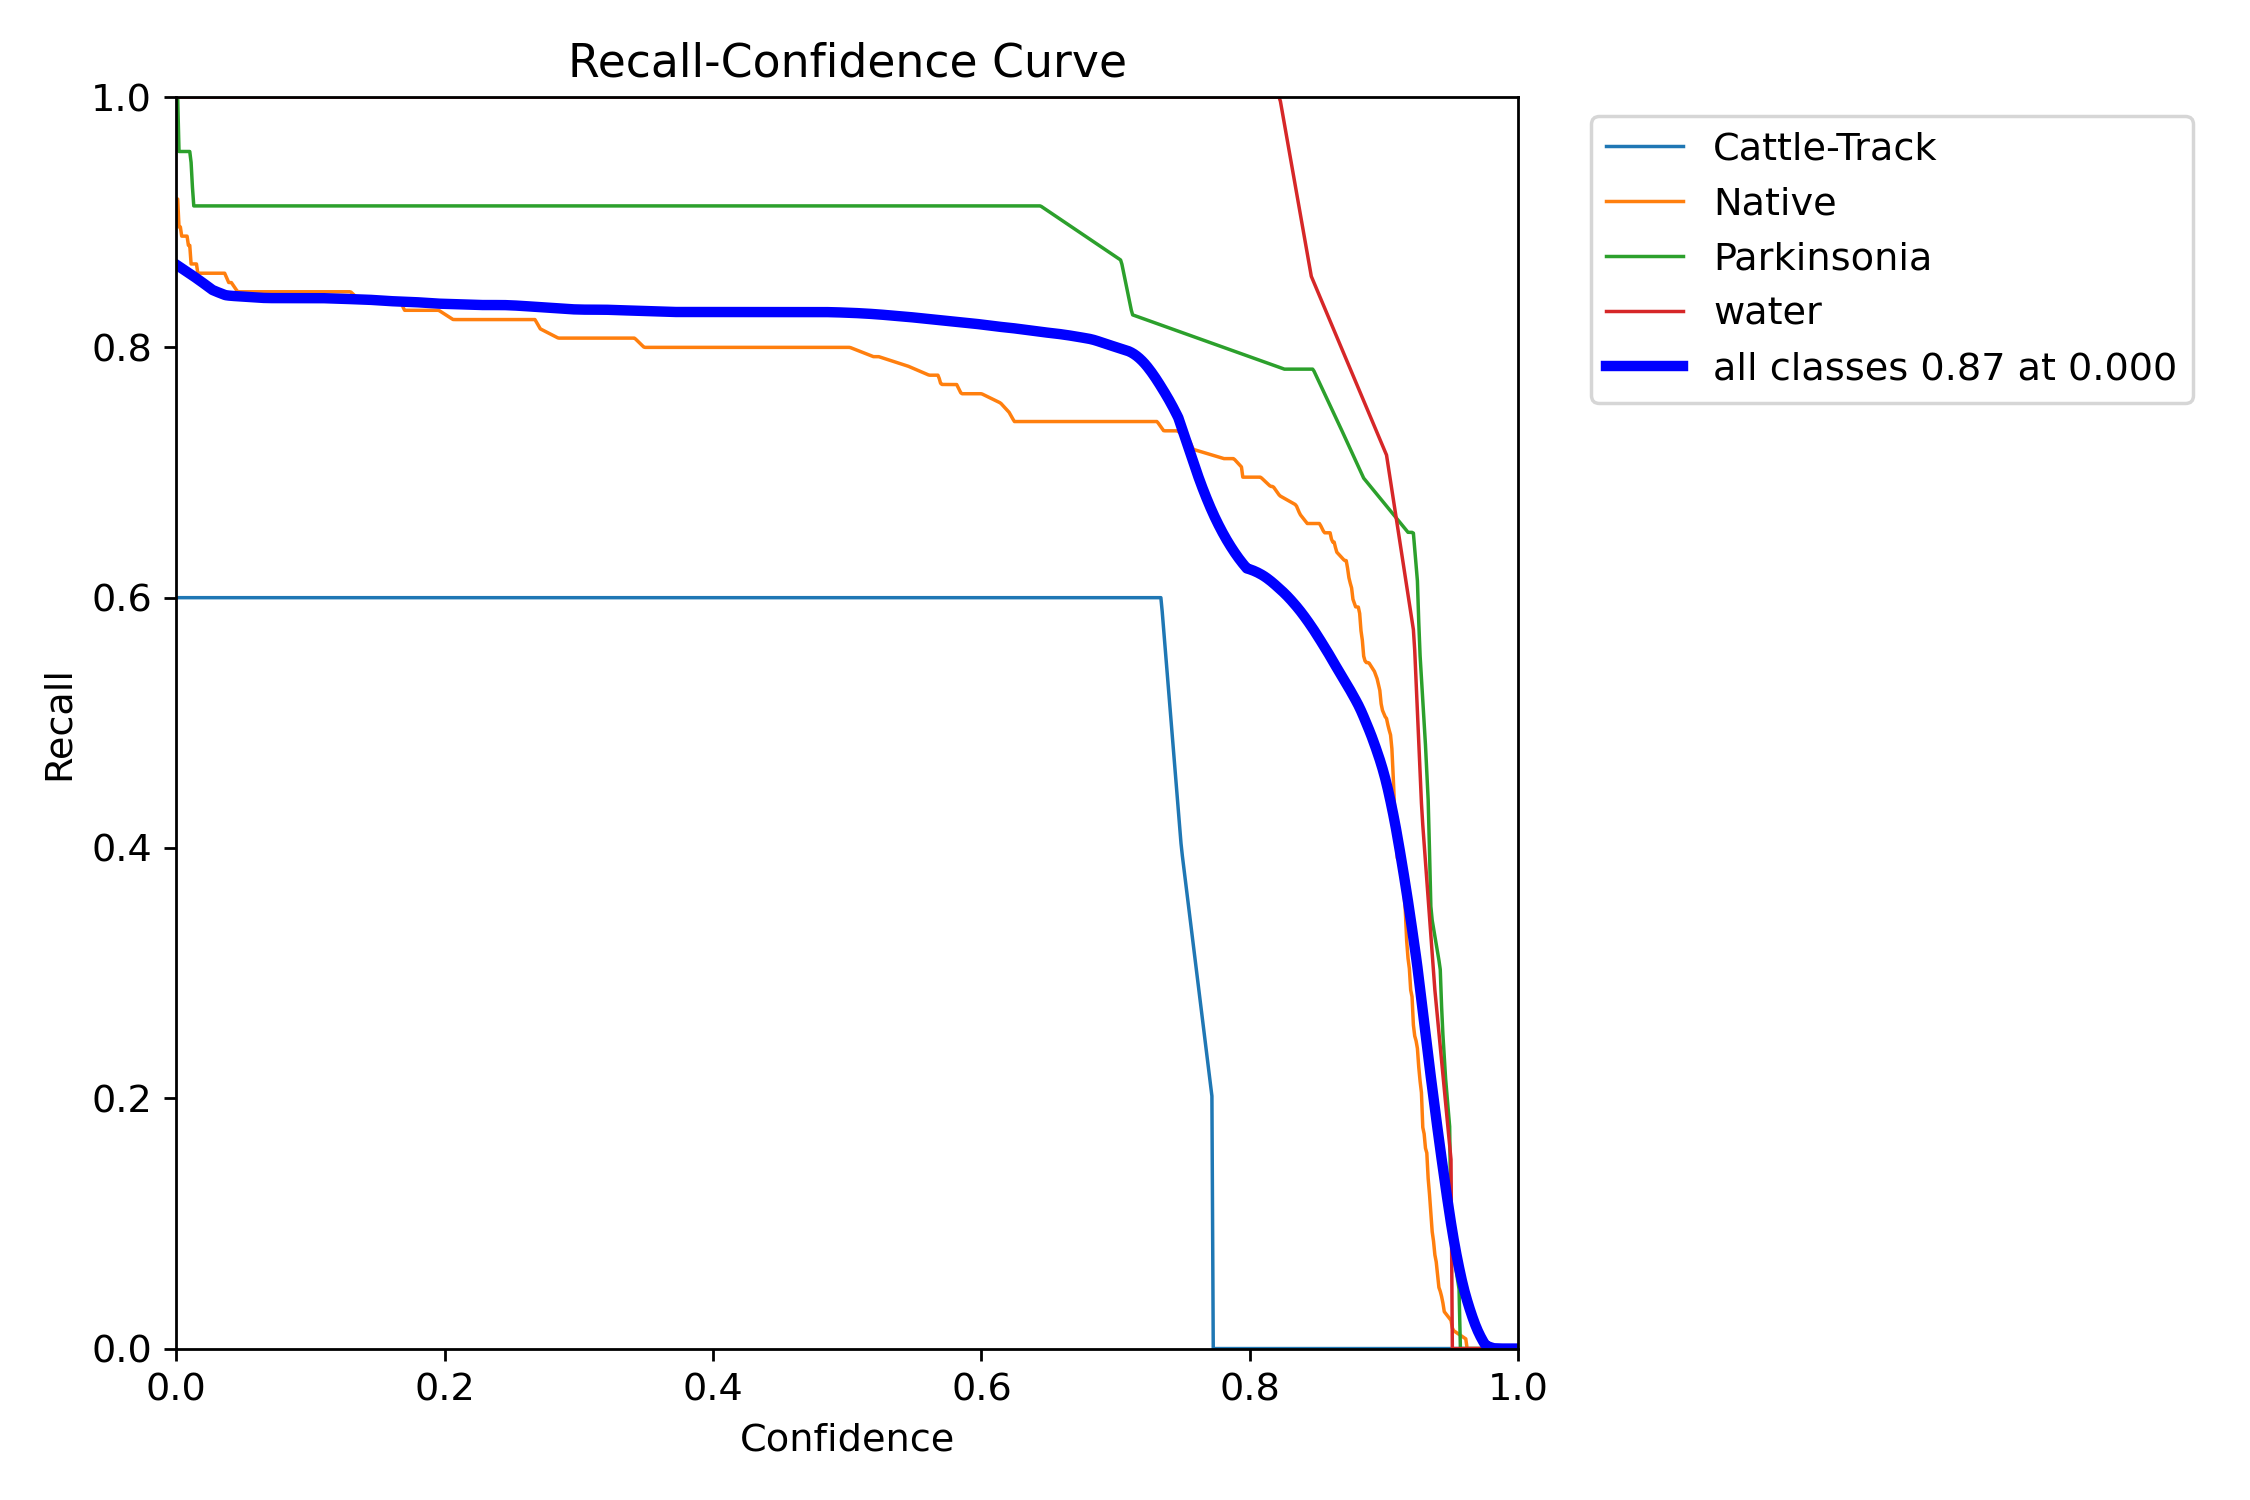 Recall-Confidence Curve
1.0
0.8
0.6
0.4
0.2
0.0
Recall
0.0 0.2 0.4 0.6 0.8 1.0
Confidence
Cattle-Track
Native
Parkinsonia
water
all classes 0.87 at 0.000